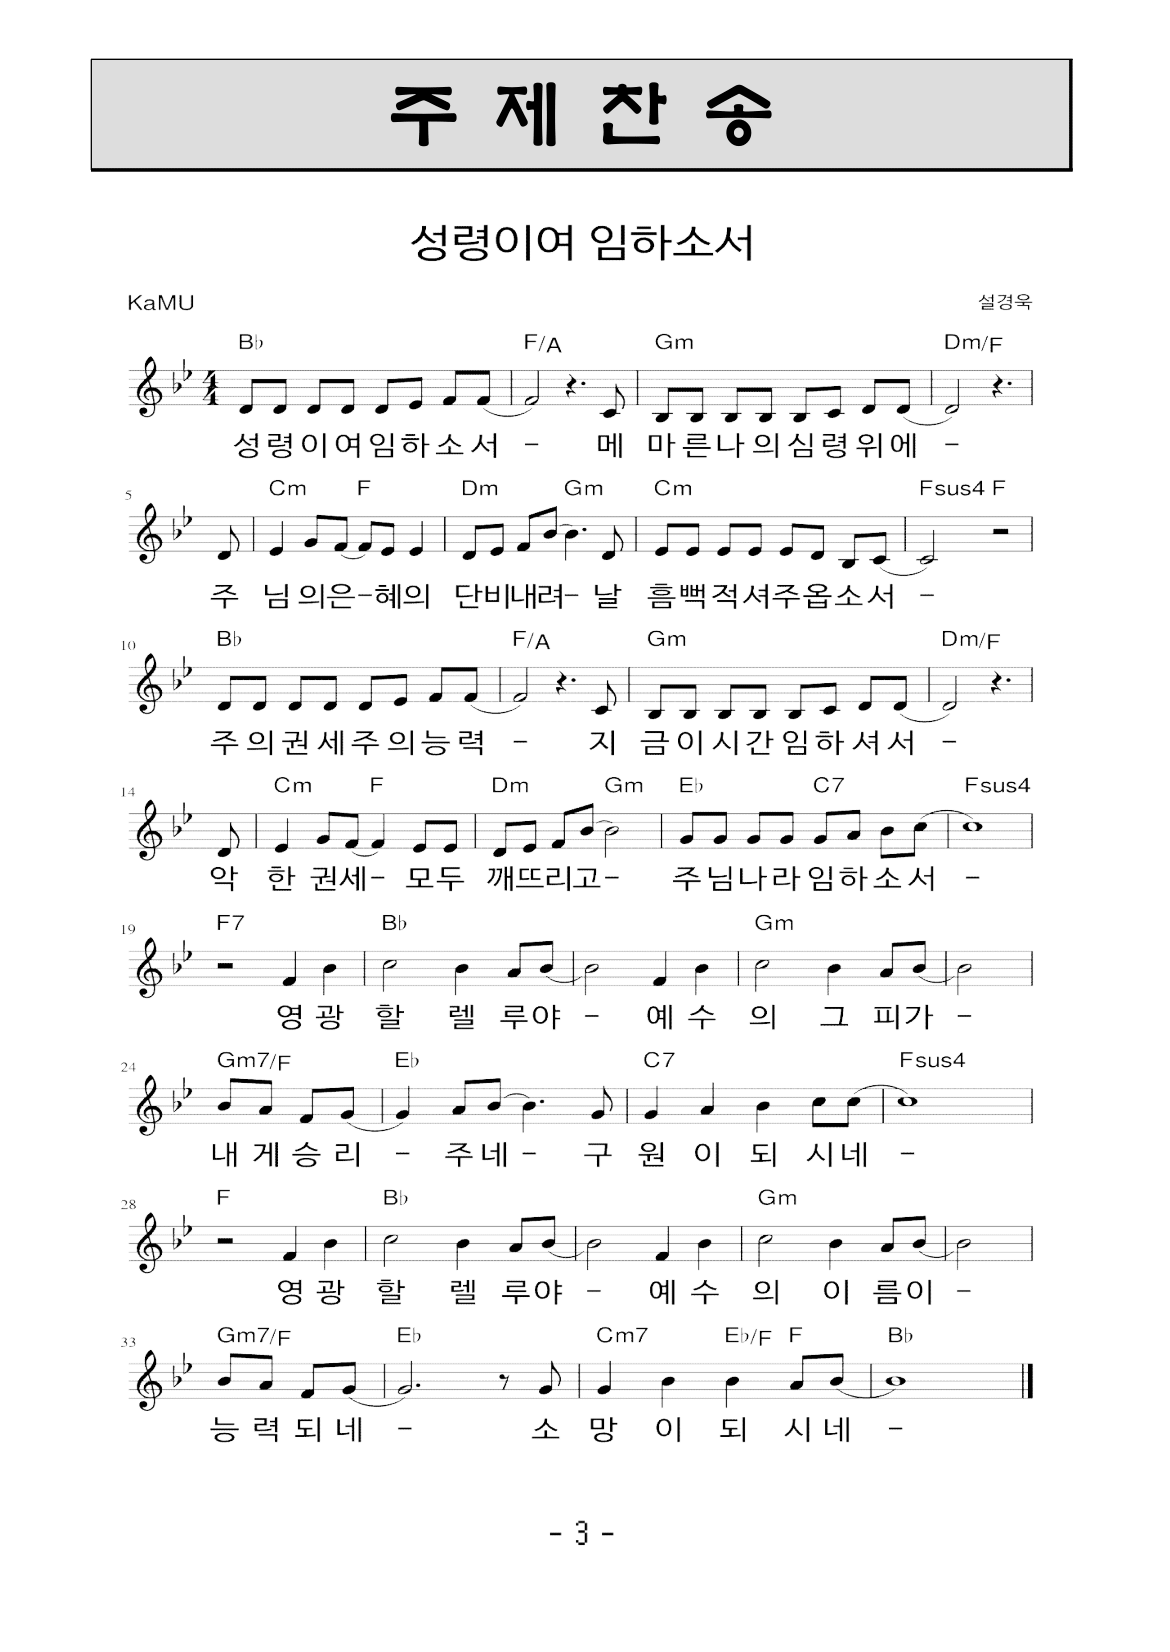 주 제 찬 송
성령이여 임하소서
KaMU 설경욱
B♭ F/A Gm Dm/F
성령이여임하소서 - 메 마른나의심령위에 -
5 Cm F Dm Gm Cm Fsus4 F
주 님의은-혜의 단비내려- 날 흠뻑적셔주옵소서 -
10 B♭ F/A Gm Dm/F
주의권세주의능력 - 지 금이시간임하셔서 -
14 Cm F Dm Gm E♭ C7 Fsus4
악 한 권세- 모두 깨뜨리고- 주님나라임하소서 -
19 F7 B♭ Gm
영 광 할 렐 루야 - 예 수 의 그 피가 -
24 Gm7/F E♭ C7 Fsus4
내 게 승 리 - 주네 - 구 원 이 되 시네 -
28 F B♭ Gm
영 광 할 렐 루야 - 예 수 의 이 름이 -
33 Gm7/F E♭ Cm7 E♭/F F B♭
능 력 되 네 - 소 망 이 되 시 네 -
- 3 -